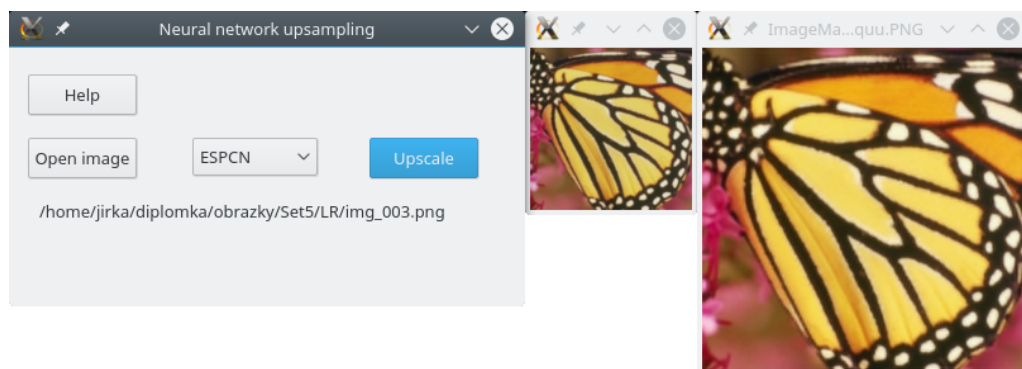 Neural network upsampling
ImageMa...quu.PNG
Help
Open image
ESPCN
Upscale
/home/jirka/diplomka/obrazky/Set5/LR/img_003.png